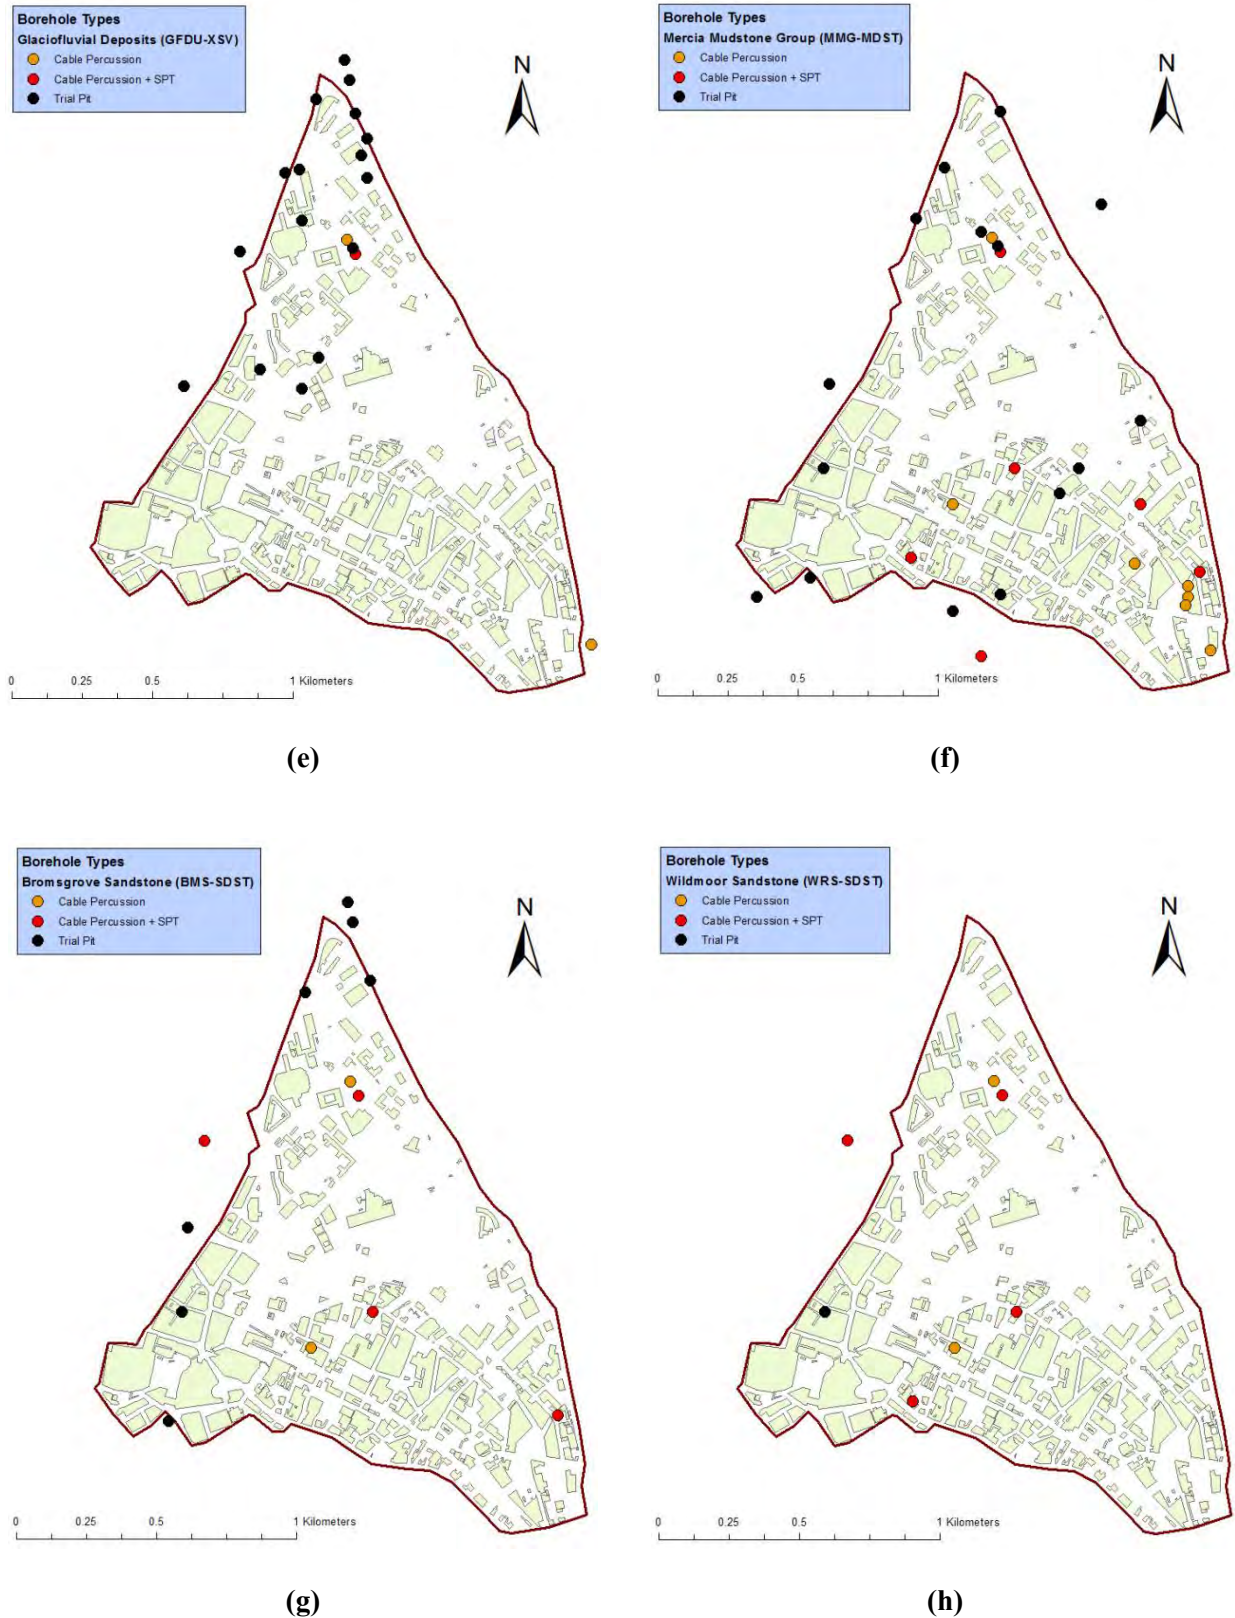 Borehole Types
Glaciofluvial Deposits (GFDU-XSV)
Cable Percussion
Cable Percussion + SPT
Trial Pit
N
0 0.25 0.5 1 Kilometers
(e)
Borehole Types
Mercia Mudstone Group (MMG-MDST)
Cable Percussion
Cable Percussion + SPT
Trial Pit
N
0 0.25 0.5 1 Kilometers
(f)
Borehole Types
Bromsgrove Sandstone (BMS-SDST)
Cable Percussion
Cable Percussion + SPT
Trial Pit
N
0 0.25 0.5 1 Kilometers
(g)
Borehole Types
Wildmoor Sandstone (WRS-SDST)
Cable Percussion
Cable Percussion + SPT
Trial Pit
N
0 0.25 0.5 1 Kilometers
(h)